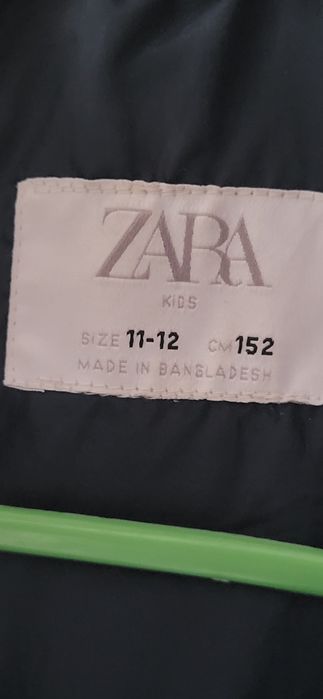 ZARA
KIDS
SIZE 11-12 CM 152
MADE IN BANGLADESH